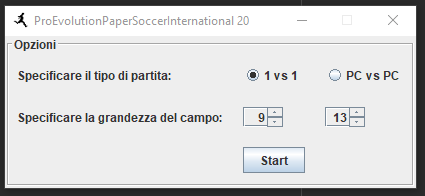 ProEvolutionPaperSoccerInternational 20
Opzioni
Specificare il tipo di partita: 1 vs 1 PC vs PC
Specificare la grandezza del campo: 9 13
Start